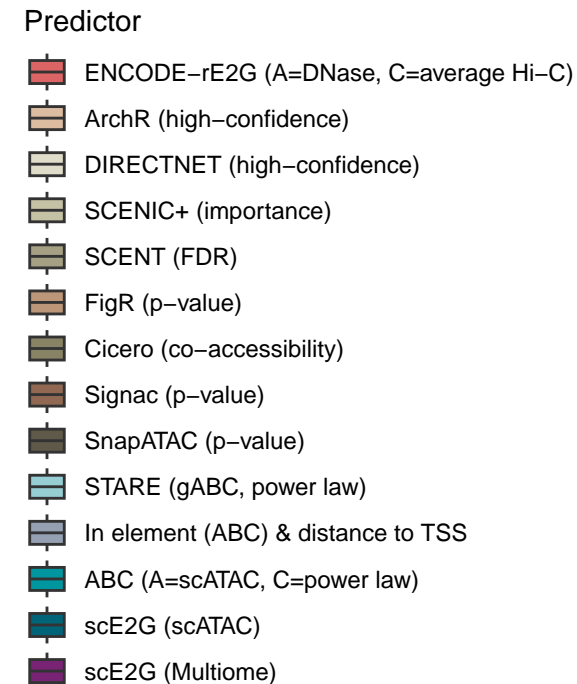 Predictor
ENCODE−rE2G (A=DNase, C=average Hi−C)
ArchR (high−confidence)
DIRECTNET (high−confidence)
SCENIC+ (importance)
SCENT (FDR)
FigR (p−value)
Cicero (co−accessibility)
Signac (p−value)
SnapATAC (p−value)
STARE (gABC, power law)
In element (ABC) & distance to TSS
ABC (A=scATAC, C=power law)
scE2G (scATAC)
scE2G (Multiome)